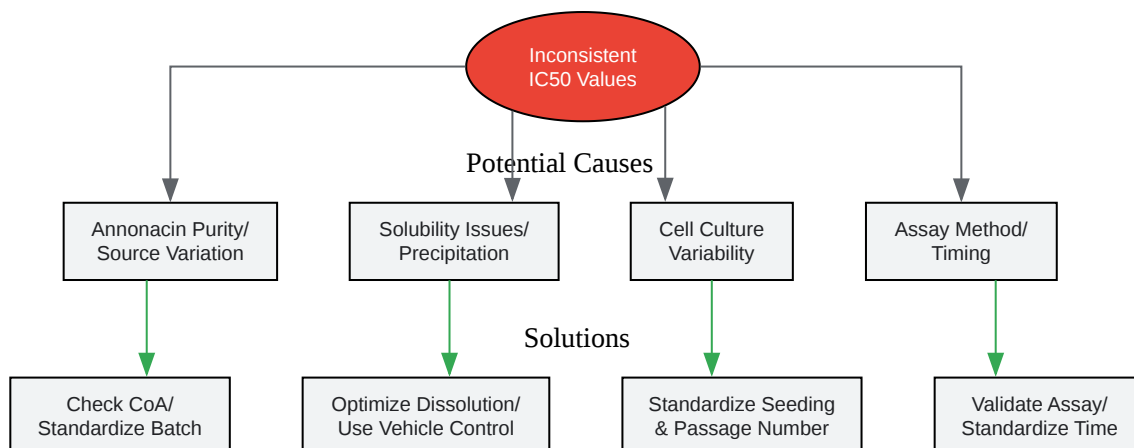 Inconsistent
IC50 Values
Potential Causes
Annonacin Purity/
Source Variation
Solubility Issues/
Precipitation
Cell Culture
Variability
Assay Method/
Timing
Solutions
Check CoA/
Standardize Batch
Optimize Dissolution/
Use Vehicle Control
Standardize Seeding
& Passage Number
Validate Assay/
Standardize Time